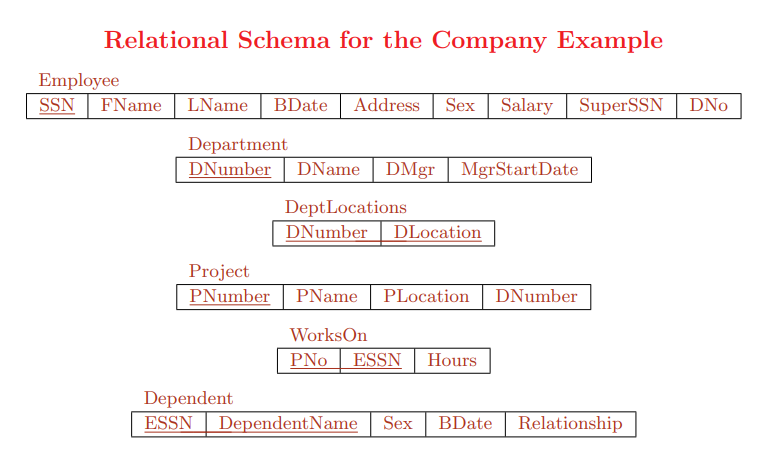 Relational Schema for the Company Example
Employee
SSN FName LName BDate Address Sex Salary SuperSSN DNo
Department
DNumber DName DMgr MgrStartDate
DeptLocations
DNumber DLocation
Project
PNumber PName PLocation DNumber
WorksOn
PNo ESSN Hours
Dependent
ESSN DependentName Sex BDate Relationship